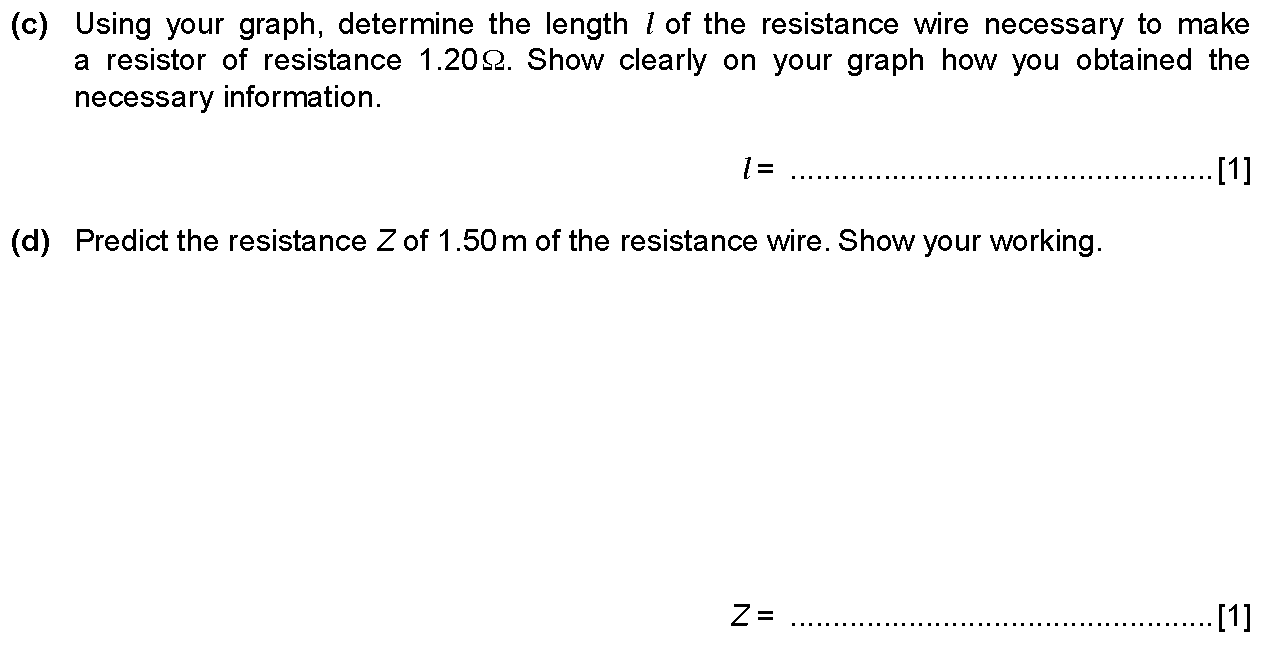 (c) Using your graph, determine the length l of the resistance wire necessary to make
a resistor of resistance 1.20Ω. Show clearly on your graph how you obtained the
necessary information.
l = .................................................. [1]
(d) Predict the resistance Z of 1.50 m of the resistance wire. Show your working.
Z = .................................................. [1]